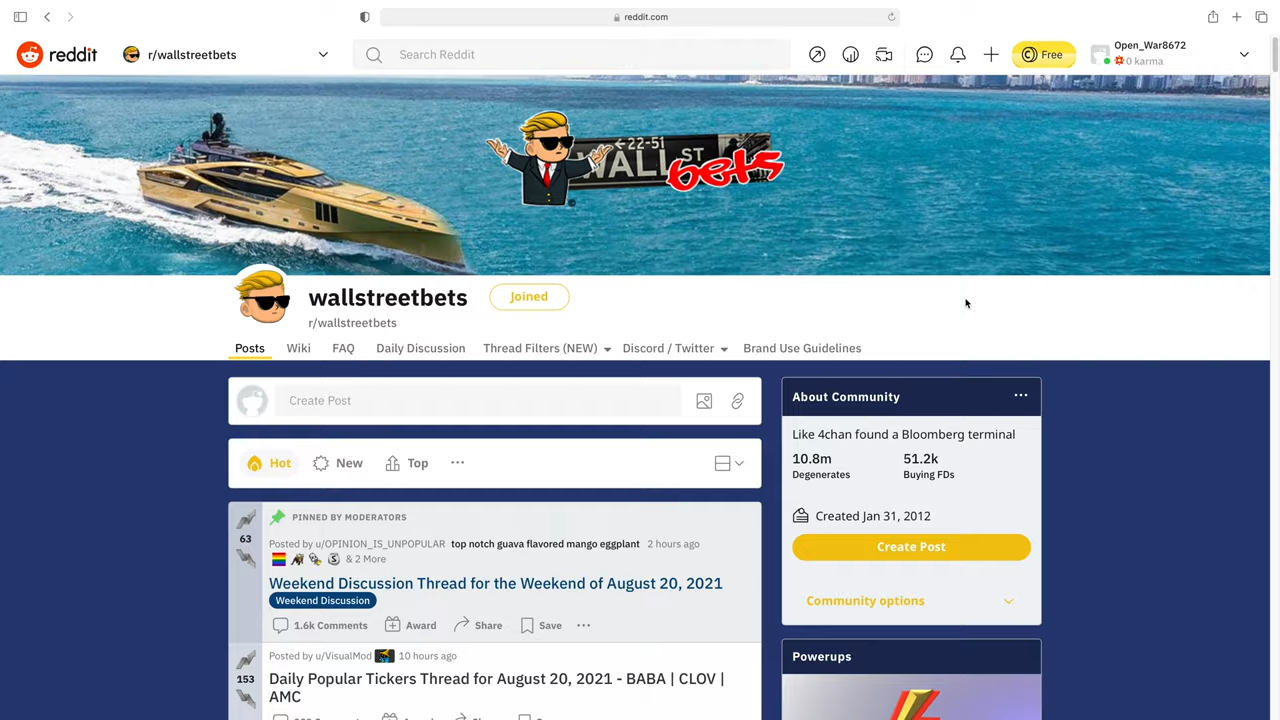 reddit.com
reddit
r/wallstreetbets
Search Reddit
Free
Open_War8672
0 karma
←22-51
WALL ST
bets
wallstreetbets
Joined
r/wallstreetbets
Posts
Wiki
FAQ
Daily Discussion
Thread Filters (NEW)
Discord / Twitter
Brand Use Guidelines
Create Post
Hot
New
Top
PINNED BY MODERATORS
63
Posted by u/OPINION_IS_UNPOPULAR top notch guava flavored mango eggplant 2 hours ago
& 2 More
Weekend Discussion Thread for the Weekend of August 20, 2021
Weekend Discussion
1.6k Comments
Award
Share
Save
Posted by u/VisualMod 10 hours ago
153
Daily Popular Tickers Thread for August 20, 2021 - BABA | CLOV |
AMC
About Community
Like 4chan found a Bloomberg terminal
10.8m 51.2k
Degenerates Buying FDs
Created Jan 31, 2012
Create Post
Community options
Powerups